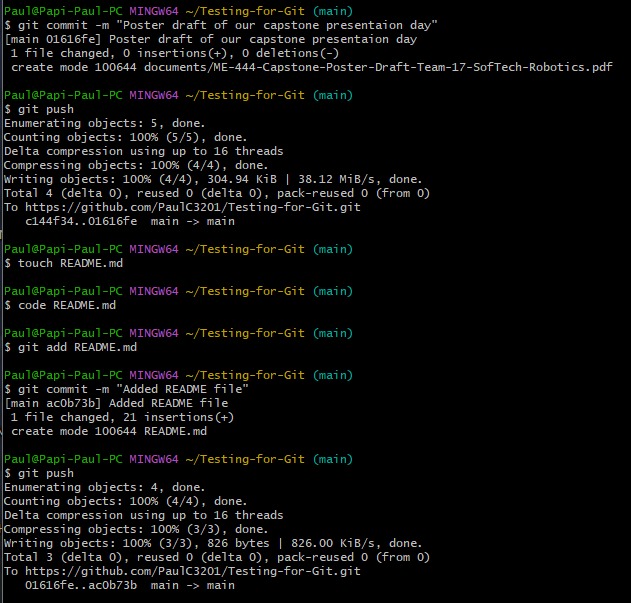 Paul@Papi-Paul-PC MINGW64 ~/Testing-for-Git (main)
$ git commit -m "Poster draft of our capstone presentaion day"
[main 01616fe] Poster draft of our capstone presentaion day
 1 file changed, 0 insertions(+), 0 deletions(-)
 create mode 100644 documents/ME-444-Capstone-Poster-Draft-Team-17-SofTech-Robotics.pdf
Paul@Papi-Paul-PC MINGW64 ~/Testing-for-Git (main)
$ git push
Enumerating objects: 5, done.
Counting objects: 100% (5/5), done.
Delta compression using up to 16 threads
Compressing objects: 100% (4/4), done.
Writing objects: 100% (4/4), 304.94 KiB | 38.12 MiB/s, done.
Total 4 (delta 0), reused 0 (delta 0), pack-reused 0 (from 0)
To https://github.com/PaulC3201/Testing-for-Git.git
   c144f34..01616fe  main -> main
Paul@Papi-Paul-PC MINGW64 ~/Testing-for-Git (main)
$ touch README.md
Paul@Papi-Paul-PC MINGW64 ~/Testing-for-Git (main)
$ code README.md
Paul@Papi-Paul-PC MINGW64 ~/Testing-for-Git (main)
$ git add README.md
Paul@Papi-Paul-PC MINGW64 ~/Testing-for-Git (main)
$ git commit -m "Added README file"
[main ac0b73b] Added README file
 1 file changed, 21 insertions(+)
 create mode 100644 README.md
Paul@Papi-Paul-PC MINGW64 ~/Testing-for-Git (main)
$ git push
Enumerating objects: 4, done.
Counting objects: 100% (4/4), done.
Delta compression using up to 16 threads
Compressing objects: 100% (3/3), done.
Writing objects: 100% (3/3), 826 bytes | 826.00 KiB/s, done.
Total 3 (delta 0), reused 0 (delta 0), pack-reused 0 (from 0)
To https://github.com/PaulC3201/Testing-for-Git.git
   01616fe..ac0b73b  main -> main